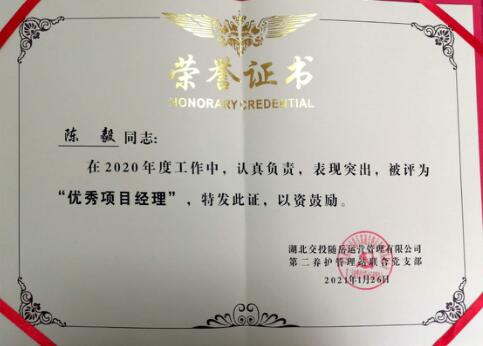 荣誉证书
HONORARY CREDENTIAL
陈毅同志：
在2020年度工作中，认真负责，表现突出，被评为
“优秀项目经理”，特发此证，以资鼓励。
湖北交投随岳运营管理有限公司
第二养护管理站联合党支部
2021年1月26日